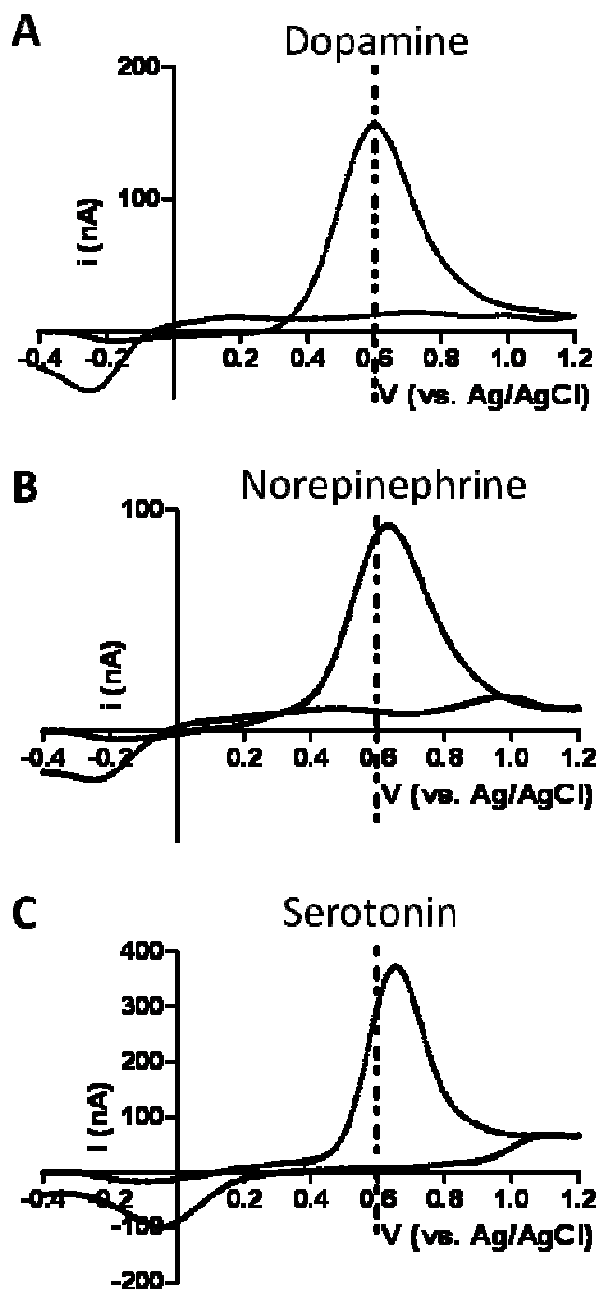 A
Dopamine
200
100
i (nA)
-0.4 -0.2 0.2 0.4 0.6 0.8 1.0 1.2
V (vs. Ag/AgCl)
B
Norepinephrine
100
i (nA)
-0.4 -0.2 0.2 0.4 0.6 0.8 1.0 1.2
V (vs. Ag/AgCl)
C
Serotonin
400
300
200
100
I (nA)
-0.4 -0.2 0.2 0.4 0.6 0.8 1.0 1.2
-100
V (vs. Ag/AgCl)
-200